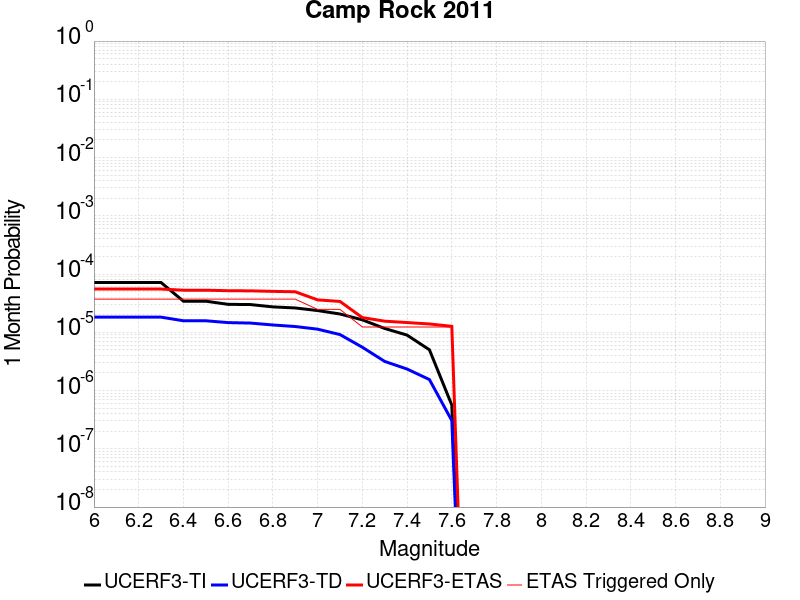 Camp Rock 2011
1 Month Probability
10^0
10^-1
10^-2
10^-3
10^-4
10^-5
10^-6
10^-7
10^-8
6 6.2 6.4 6.6 6.8 7 7.2 7.4 7.6 7.8 8 8.2 8.4 8.6 8.8 9
Magnitude
UCERF3-TI UCERF3-TD UCERF3-ETAS ETAS Triggered Only